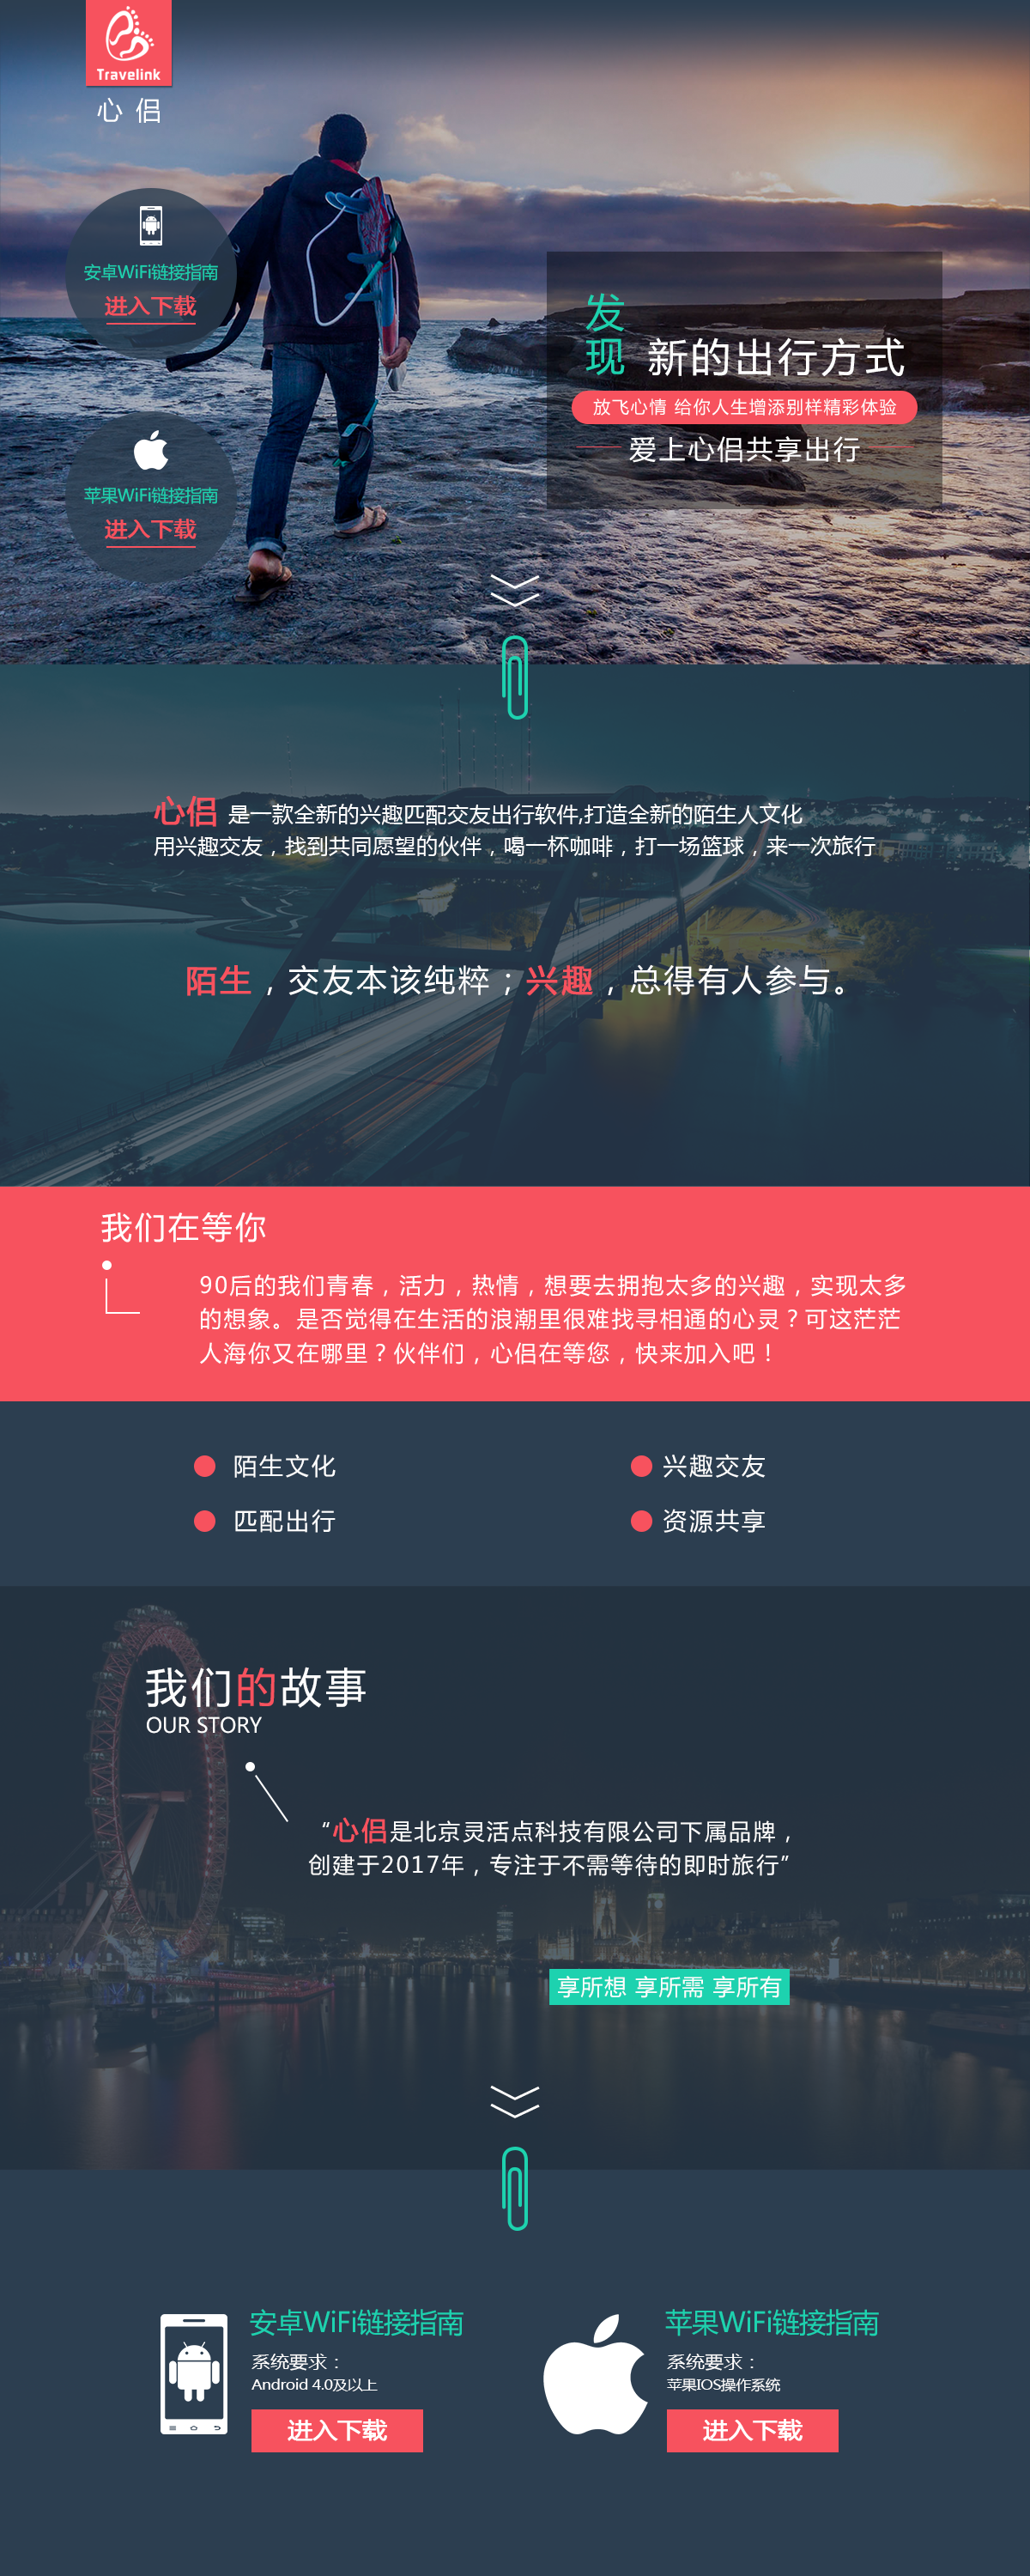 Travelink
心侣
安卓WiFi链接指南
进入下载
发
现 新的出行方式
放飞心情 给你人生增添别样精彩体验
爱上心侣共享出行
苹果WiFi链接指南
进入下载
心侣 是一款全新的兴趣匹配交友出行软件,打造全新的陌生人文化
用兴趣交友，找到共同愿望的伙伴，喝一杯咖啡，打一场篮球，来一次旅行
陌生，交友本该纯粹；兴趣，总得有人参与。
我们在等你
90后的我们青春，活力，热情，想要去拥抱太多的兴趣，实现太多
的想象。是否觉得在生活的浪潮里很难找寻相通的心灵？可这茫茫
人海你又在哪里？伙伴们，心侣在等您，快来加入吧！
陌生文化
兴趣交友
匹配出行
资源共享
我们的故事
OUR STORY
“心侣是北京灵活点科技有限公司下属品牌，
创建于2017年，专注于不需等待的即时旅行”
享所想 享所需 享所有
安卓WiFi链接指南
系统要求：
Android 4.0及以上
进入下载
苹果WiFi链接指南
系统要求：
苹果IOS操作系统
进入下载